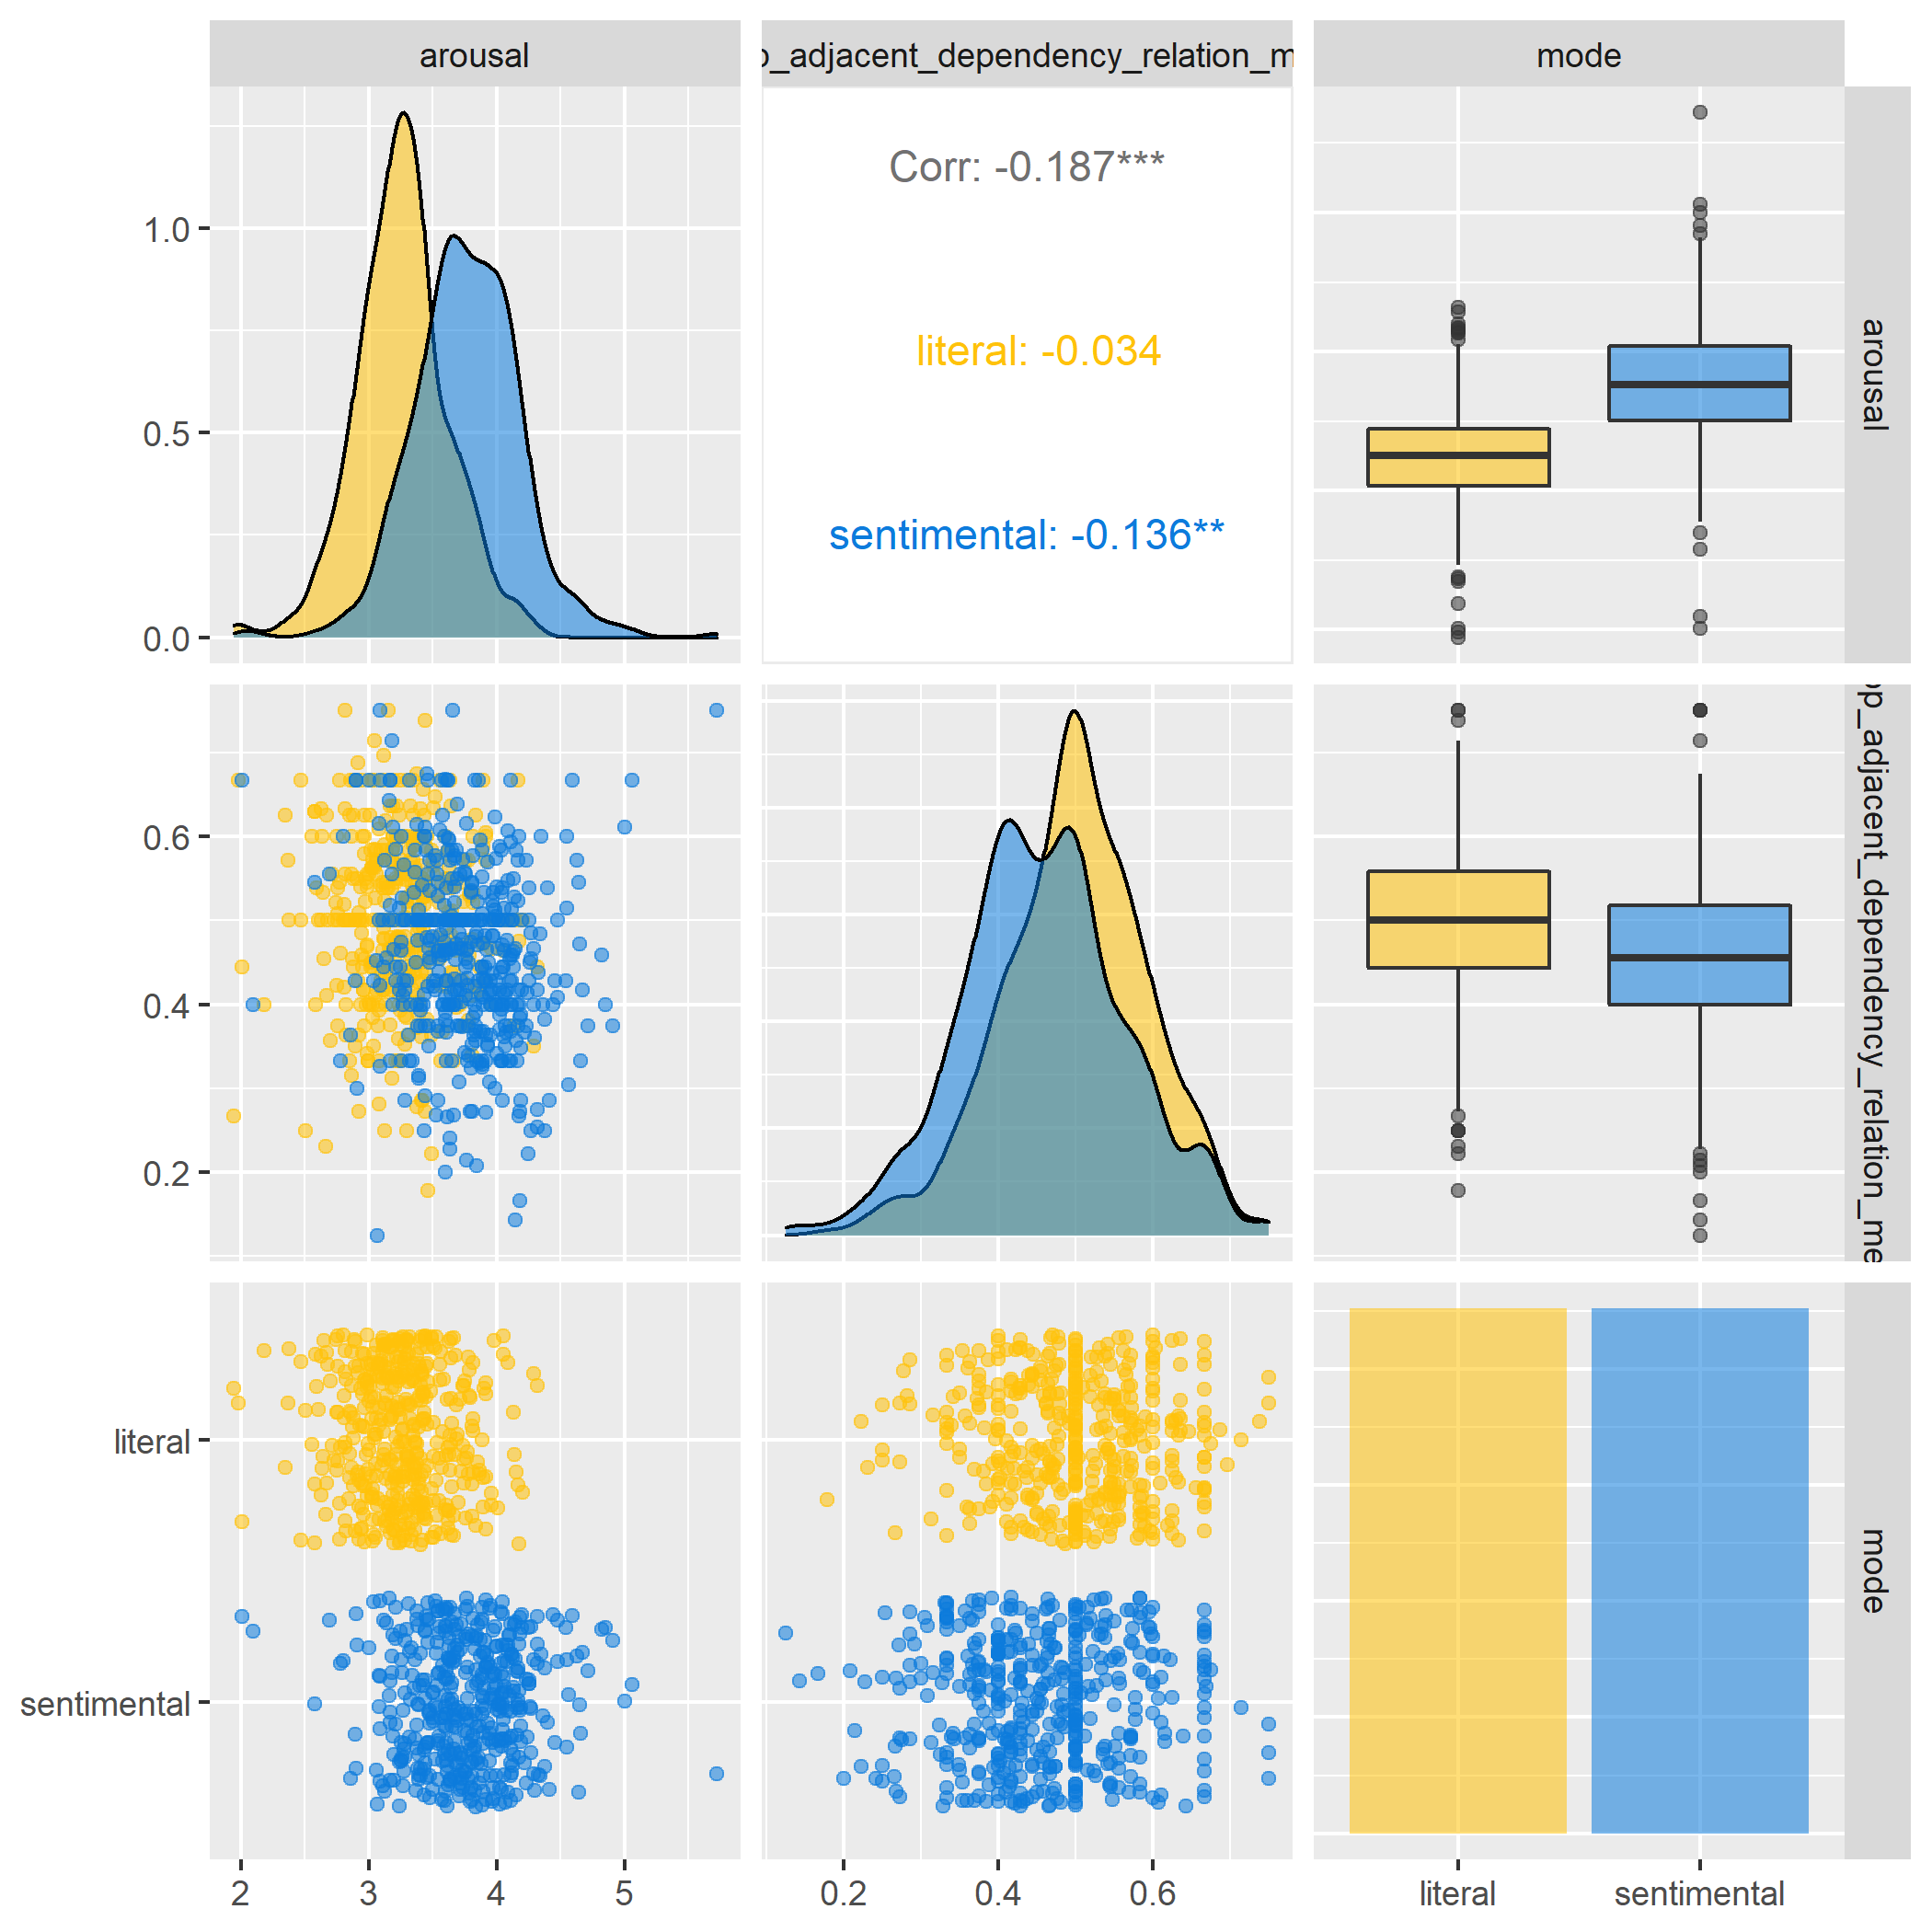 arousal
_adjacent_dependency_relation_m
mode
1.0
0.5
0.0
Corr: -0.187***
literal: -0.034
sentimental: -0.136**
arousal
0.6
0.4
0.2
p_adjacent_dependency_relation_me
literal
sentimental
mode
2 3 4 5
0.2 0.4 0.6
literal sentimental